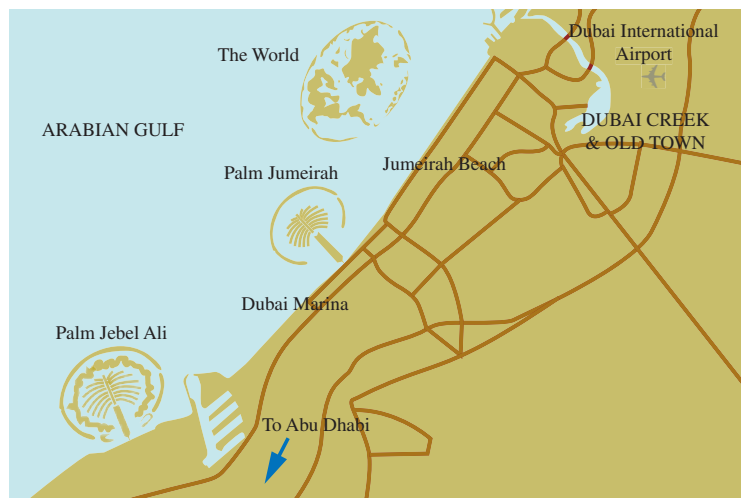 Dubai International
Airport
The World
ARABIAN GULF
DUBAI CREEK
& OLD TOWN
Jumeirah Beach
Palm Jumeirah
Dubai Marina
Palm Jebel Ali
To Abu Dhabi